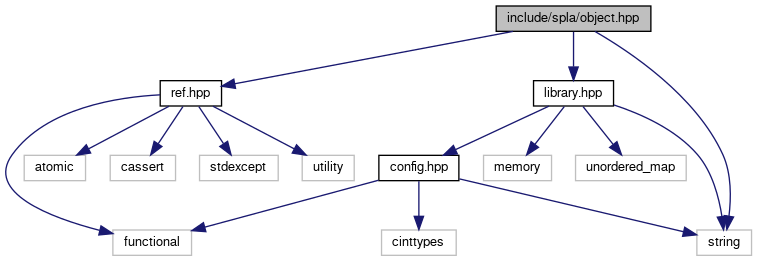 include/spla/object.hpp
ref.hpp
library.hpp
atomic
cassert
stdexcept
utility
config.hpp
memory
unordered_map
functional
cinttypes
string